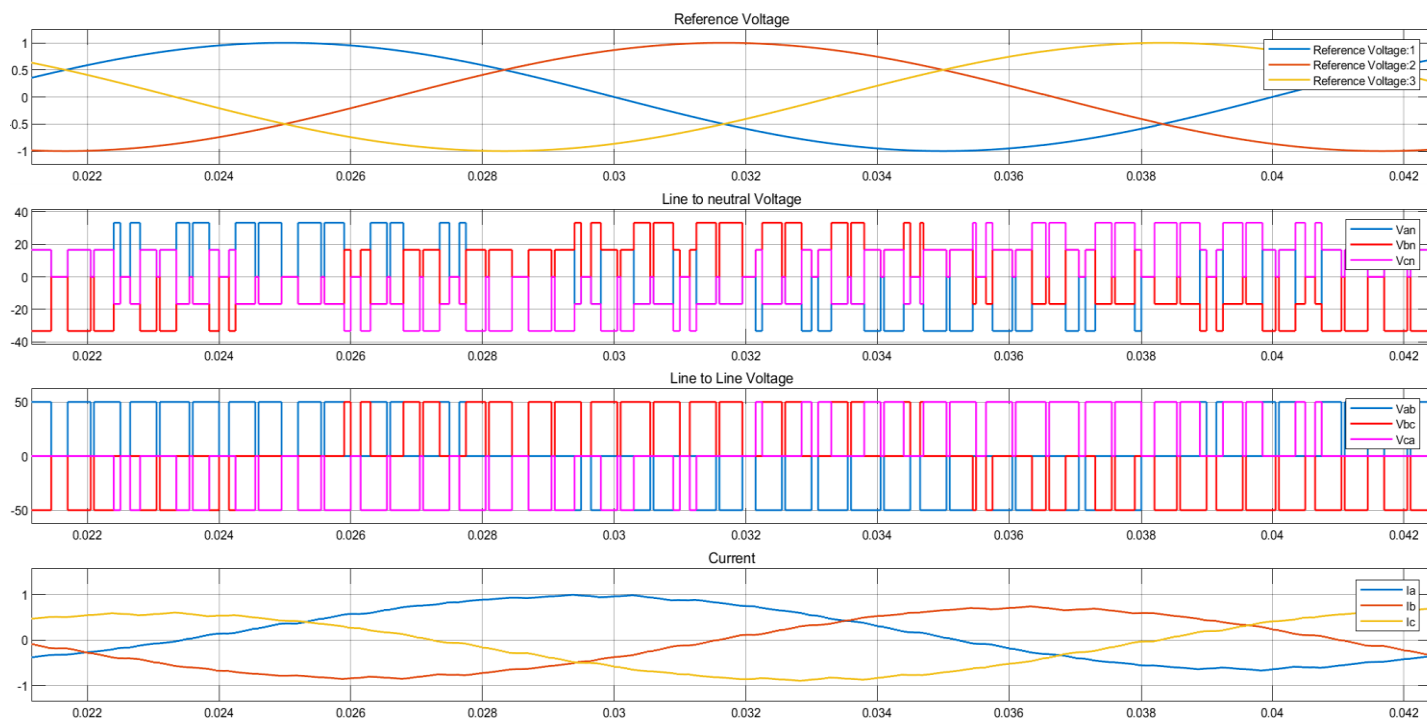 Reference Voltage
1
0.5
0
-0.5
-1
Reference Voltage:1
Reference Voltage:2
Reference Voltage:3
0.022 0.024 0.026 0.028 0.03 0.032 0.034 0.036 0.038 0.04 0.042
Line to neutral Voltage
40
20
0
-20
-40
Van
Vbn
Vcn
0.022 0.024 0.026 0.028 0.03 0.032 0.034 0.036 0.038 0.04 0.042
Line to Line Voltage
50
0
-50
Vab
Vbc
Vca
0.022 0.024 0.026 0.028 0.03 0.032 0.034 0.036 0.038 0.04 0.042
Current
1
0
-1
Ia
Ib
Ic
0.022 0.024 0.026 0.028 0.03 0.032 0.034 0.036 0.038 0.04 0.042